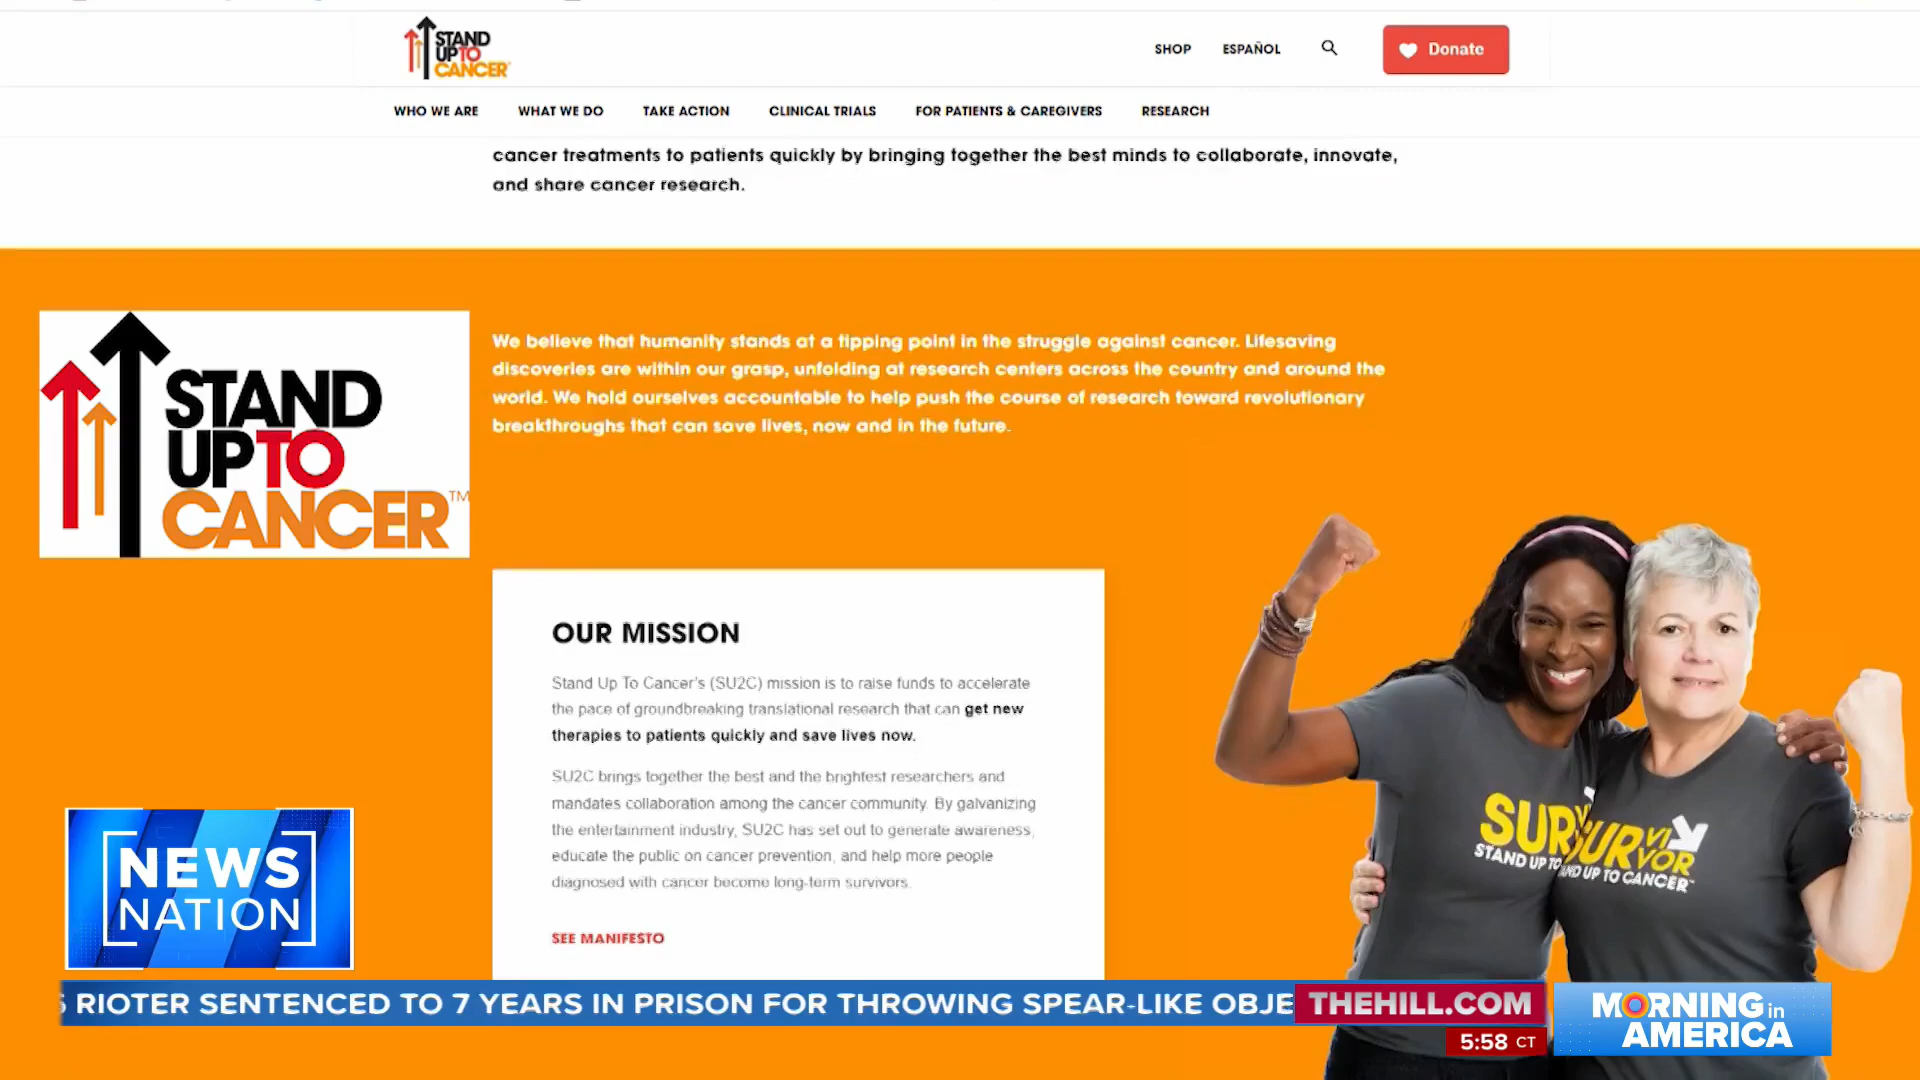 STAND
UPTO
CANCER
SHOP
ESPAÑOL
Donate
WHO WE ARE
WHAT WE DO
TAKE ACTION
CLINICAL TRIALS
FOR PATIENTS & CAREGIVERS
RESEARCH
cancer treatments to patients quickly by bringing together the best minds to collaborate, innovate,
and share cancer research.
STAND
UPTO
CANCER™
We believe that humanity stands at a tipping point in the struggle against cancer. Lifesaving
discoveries are within our grasp, unfolding at research centers across the country and around the
world. We hold ourselves accountable to help push the course of research toward revolutionary
breakthroughs that can save lives, now and in the future.
OUR MISSION
Stand Up To Cancer's (SU2C) mission is to raise funds to accelerate
the pace of groundbreaking translational research that can get new
therapies to patients quickly and save lives now.
SU2C brings together the best and the brightest researchers and
mandates collaboration among the cancer community. By galvanizing
the entertainment industry, SU2C has set out to generate awareness,
educate the public on cancer prevention, and help more people
diagnosed with cancer become long-term survivors.
SEE MANIFESTO
SURVI
STAND UP TO
SURVIVOR
AND UP TO CANCER™
NEWS
NATION
RIOTER SENTENCED TO 7 YEARS IN PRISON FOR THROWING SPEAR-LIKE OBJE
THEHILL.COM
5:58 CT
MORNING in
AMERICA